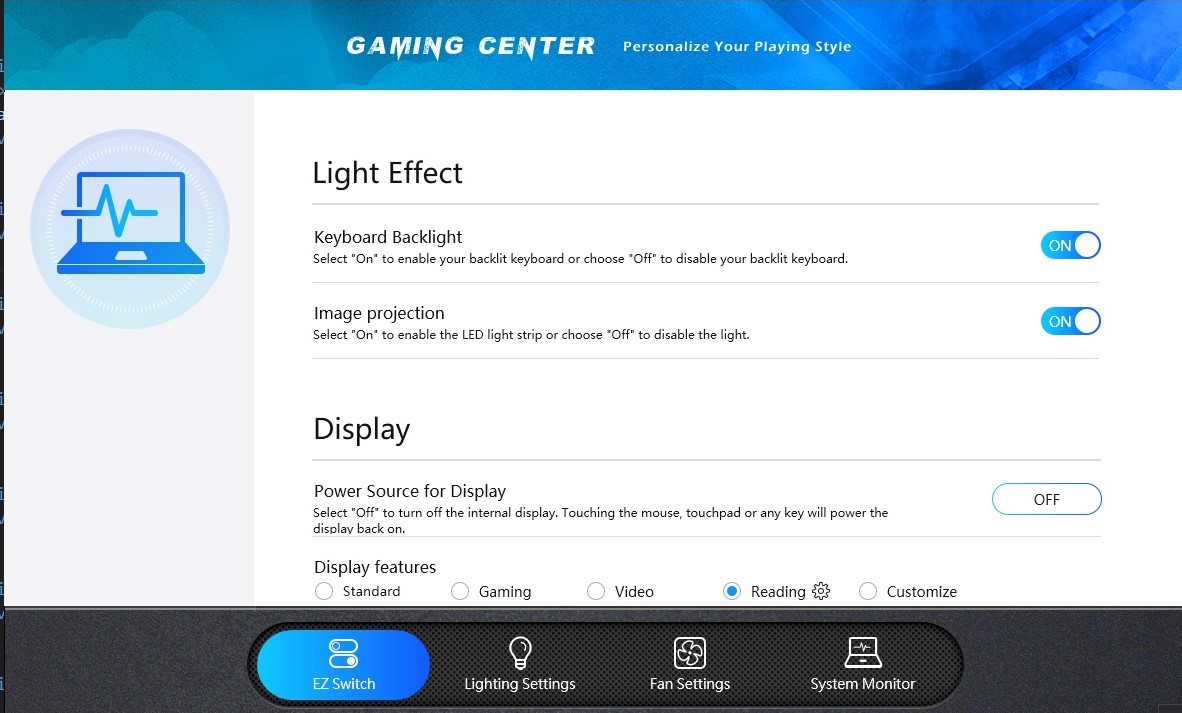 GAMING CENTER Personalize Your Playing Style
Light Effect
Keyboard Backlight
Select "On" to enable your backlit keyboard or choose "Off" to disable your backlit keyboard.
ON
Image projection
Select "On" to enable the LED light strip or choose "Off" to disable the light.
ON
Display
Power Source for Display
Select "Off" to turn off the internal display. Touching the mouse, touchpad or any key will power the
display back on.
OFF
Display features
Standard Gaming Video Reading Customize
EZ Switch Lighting Settings Fan Settings System Monitor